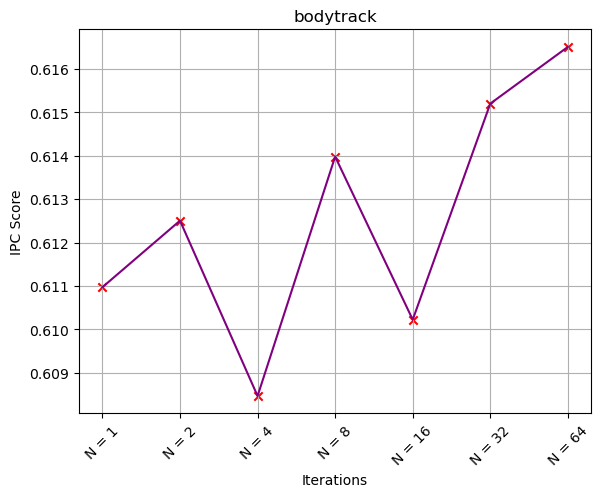 bodytrack
IPC Score
0.616
0.615
0.614
0.613
0.612
0.611
0.610
0.609
N = 1
N = 2
N = 4
N = 8
N = 16
N = 32
N = 64
Iterations